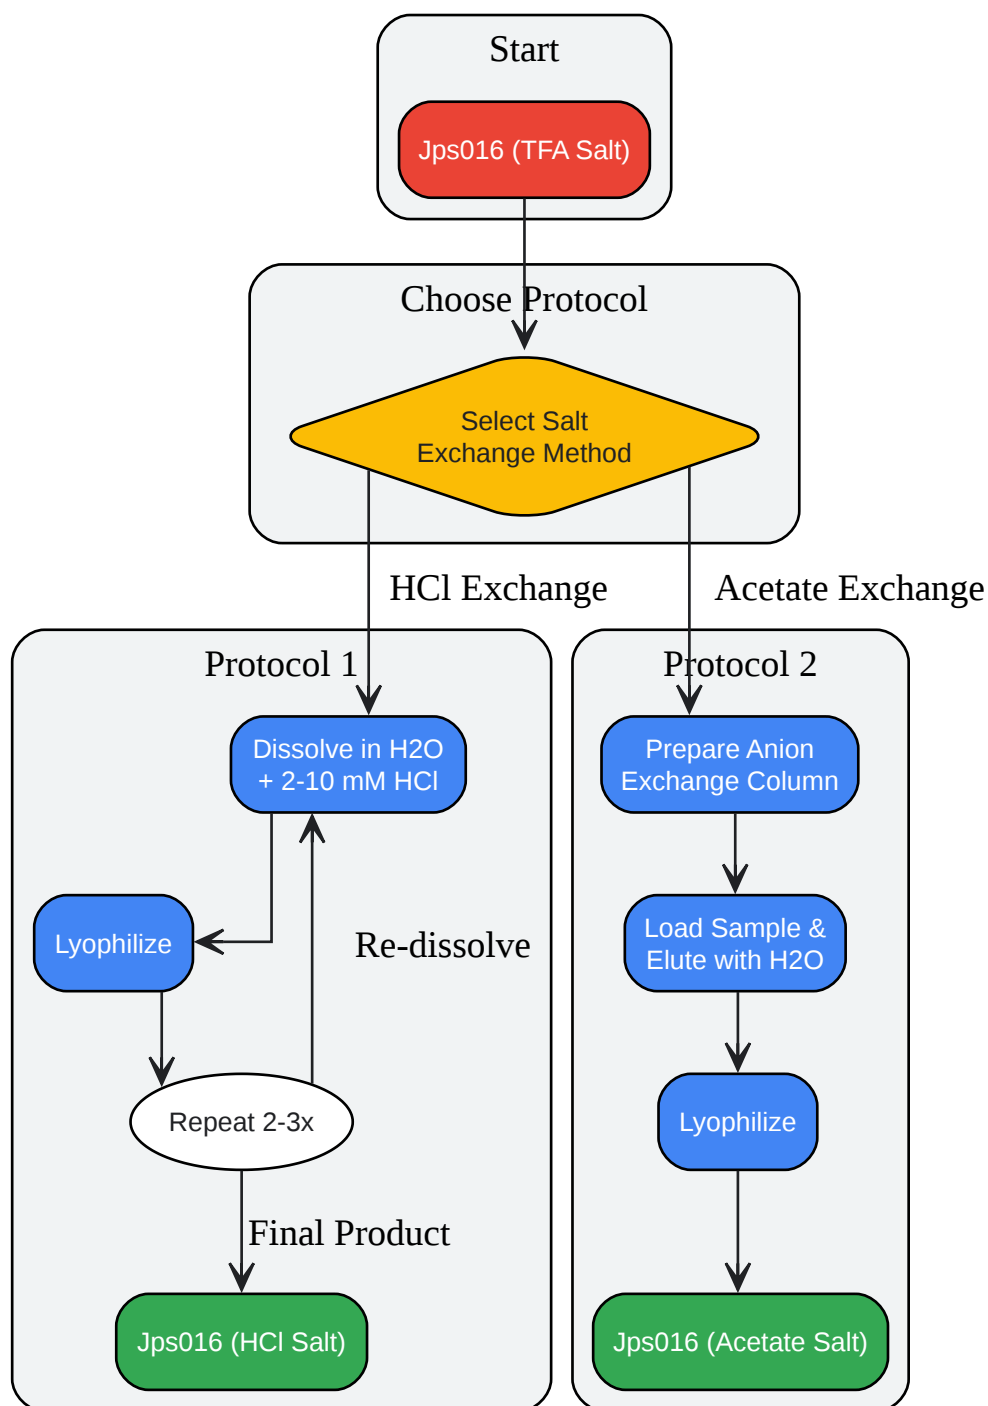 Start
Jps016 (TFA Salt)
Choose Protocol
Select Salt
Exchange Method
HCl Exchange
Acetate Exchange
Protocol 1
Dissolve in H2O
+ 2-10 mM HCl
Lyophilize
Re-dissolve
Repeat 2-3x
Final Product
Jps016 (HCl Salt)
Protocol 2
Prepare Anion
Exchange Column
Load Sample &
Elute with H2O
Lyophilize
Jps016 (Acetate Salt)